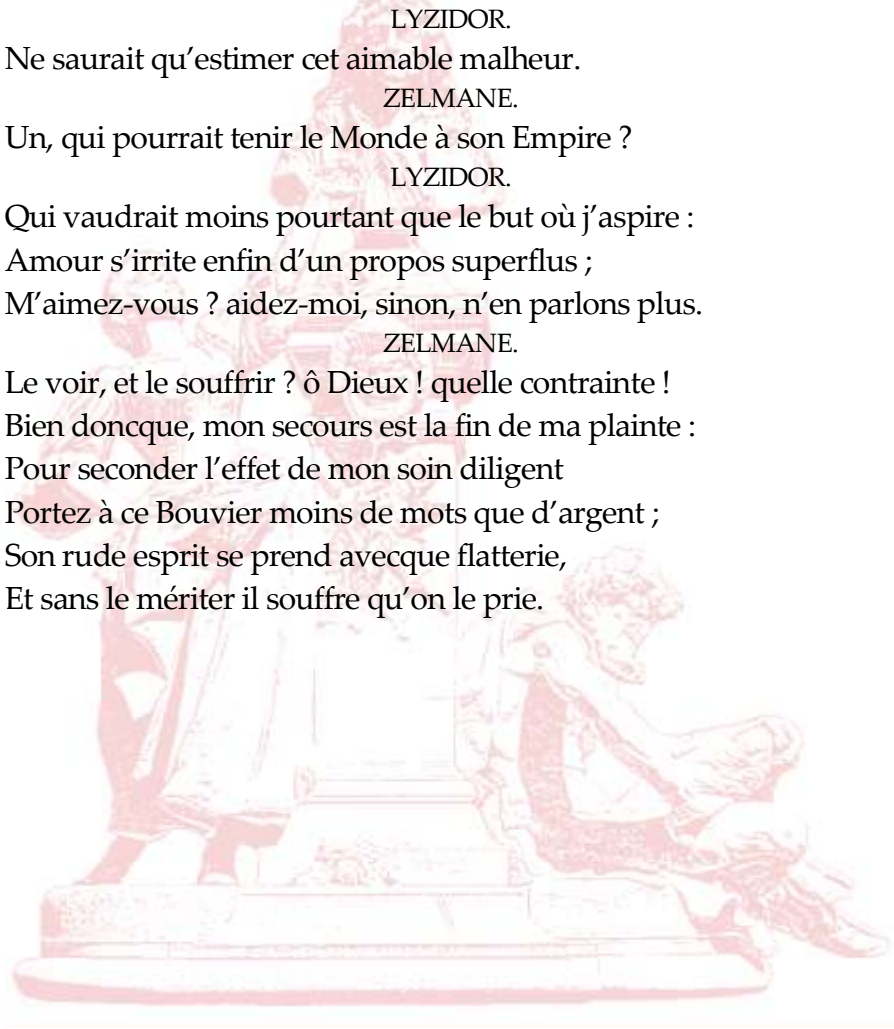 LYZIDOR.
Ne saurait qu’estimer cet aimable malheur.
ZELMANE.
Un, qui pourrait tenir le Monde à son Empire ?
LYZIDOR.
Qui vaudrait moins pourtant que le but où j’aspire :
Amour s’irrite enfin d’un propos superflus ;
M’aimez-vous ? aidez-moi, sinon, n’en parlons plus.
ZELMANE.
Le voir, et le souffrir ? ô Dieux ! quelle contrainte !
Bien doncque, mon secours est la fin de ma plainte :
Pour seconder l’effet de mon soin diligent
Portez à ce Bouvier moins de mots que d’argent ;
Son rude esprit se prend avecque flatterie,
Et sans le mériter il souffre qu’on le prie.